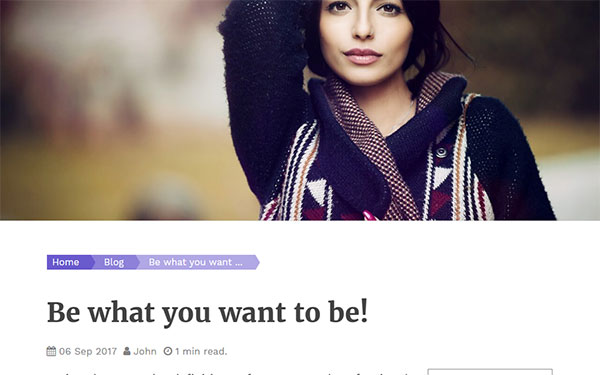 Home Blog Be what you want ...
Be what you want to be!
06 Sep 2017 John 1 min read.